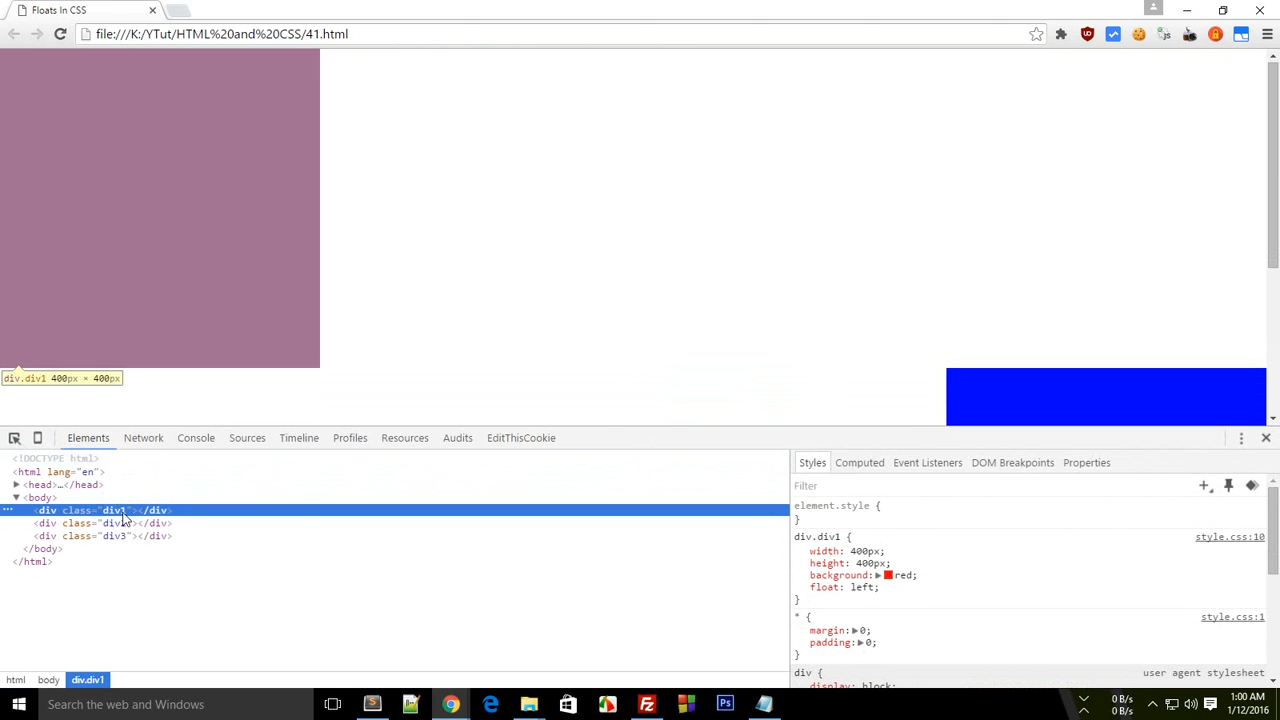 Floats In CSS
file:///K:/YTut/HTML%20and%20CSS/41.html
div.div1 400px × 400px
Elements Network Console Sources Timeline Profiles Resources Audits EditThisCookie
<!DOCTYPE html>
<html lang="en">
<head>…</head>
<body>
<div class="div1"></div>
<div class="div"></div>
<div class="div3"></div>
</body>
</html>
html body div.div1
Styles Computed Event Listeners DOM Breakpoints Properties
Filter
element.style {
}
div.div1 { style.css:10
width: 400px;
height: 400px;
background: red;
float: left;
}
* { style.css:1
margin: 0;
padding: 0;
}
div { user agent stylesheet
display: block;
Search the web and Windows
0 B/s
0 B/s
1:00 AM
1/12/2016